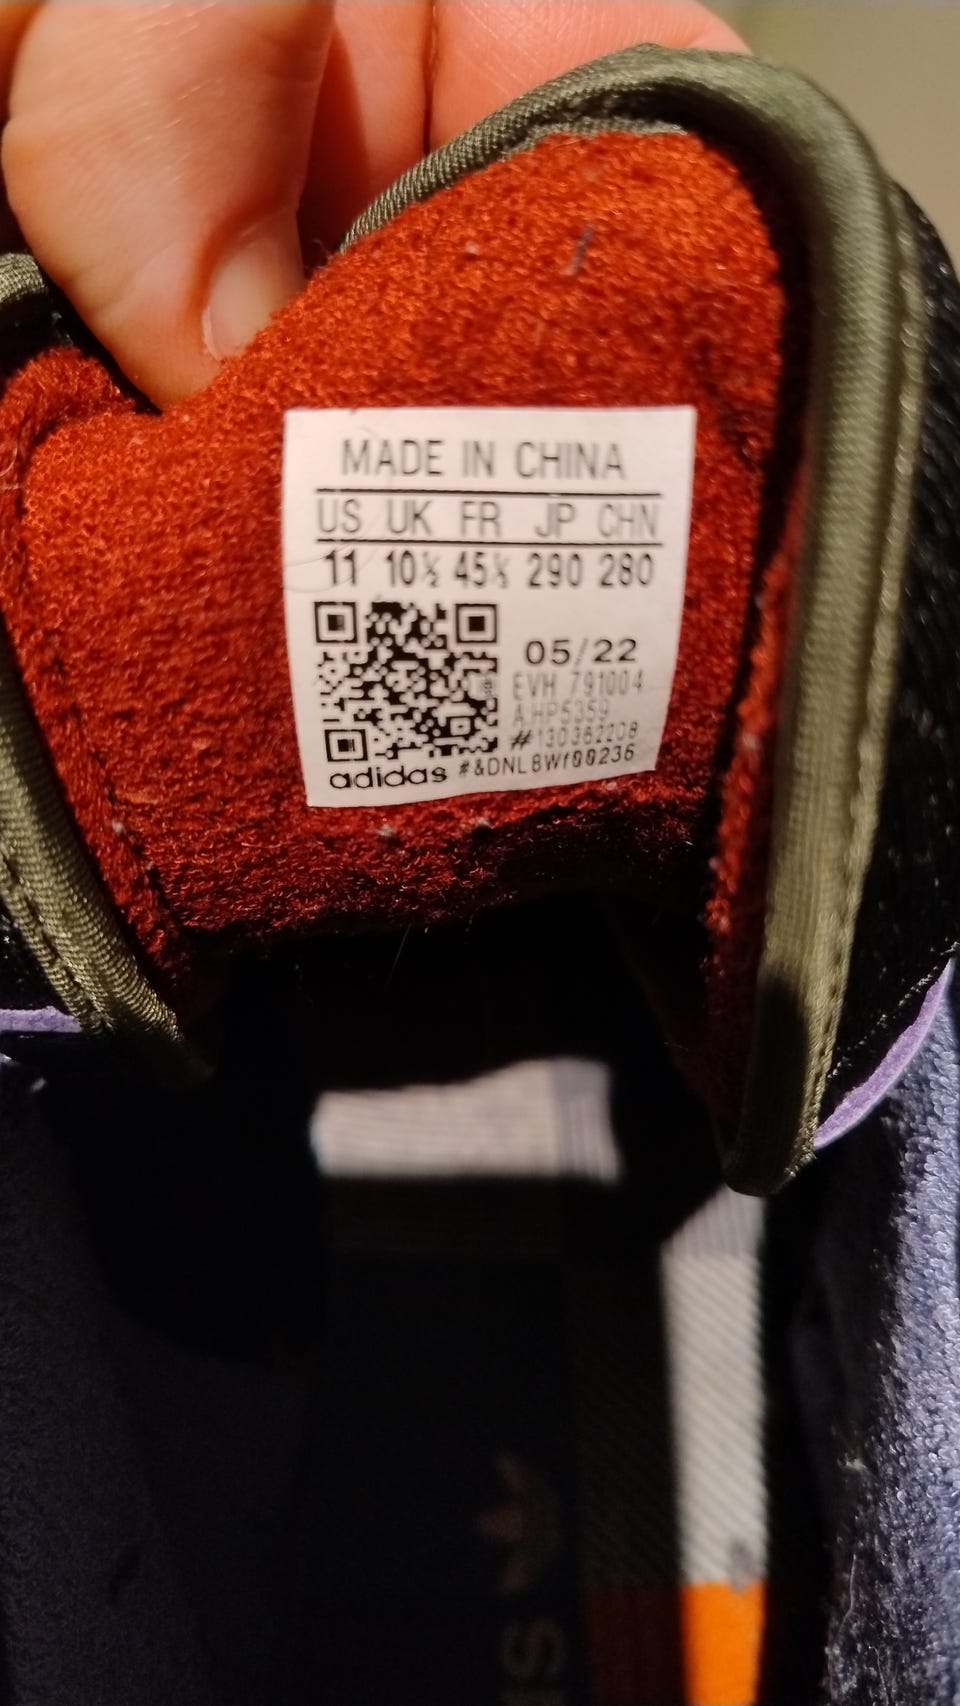 MADE IN CHINA
US UK FR JP CHN
11 10½ 45⅓ 290 280
05/22
EVH 791004
A HP5359
#130362208
adidas #&DNL8Wf00236